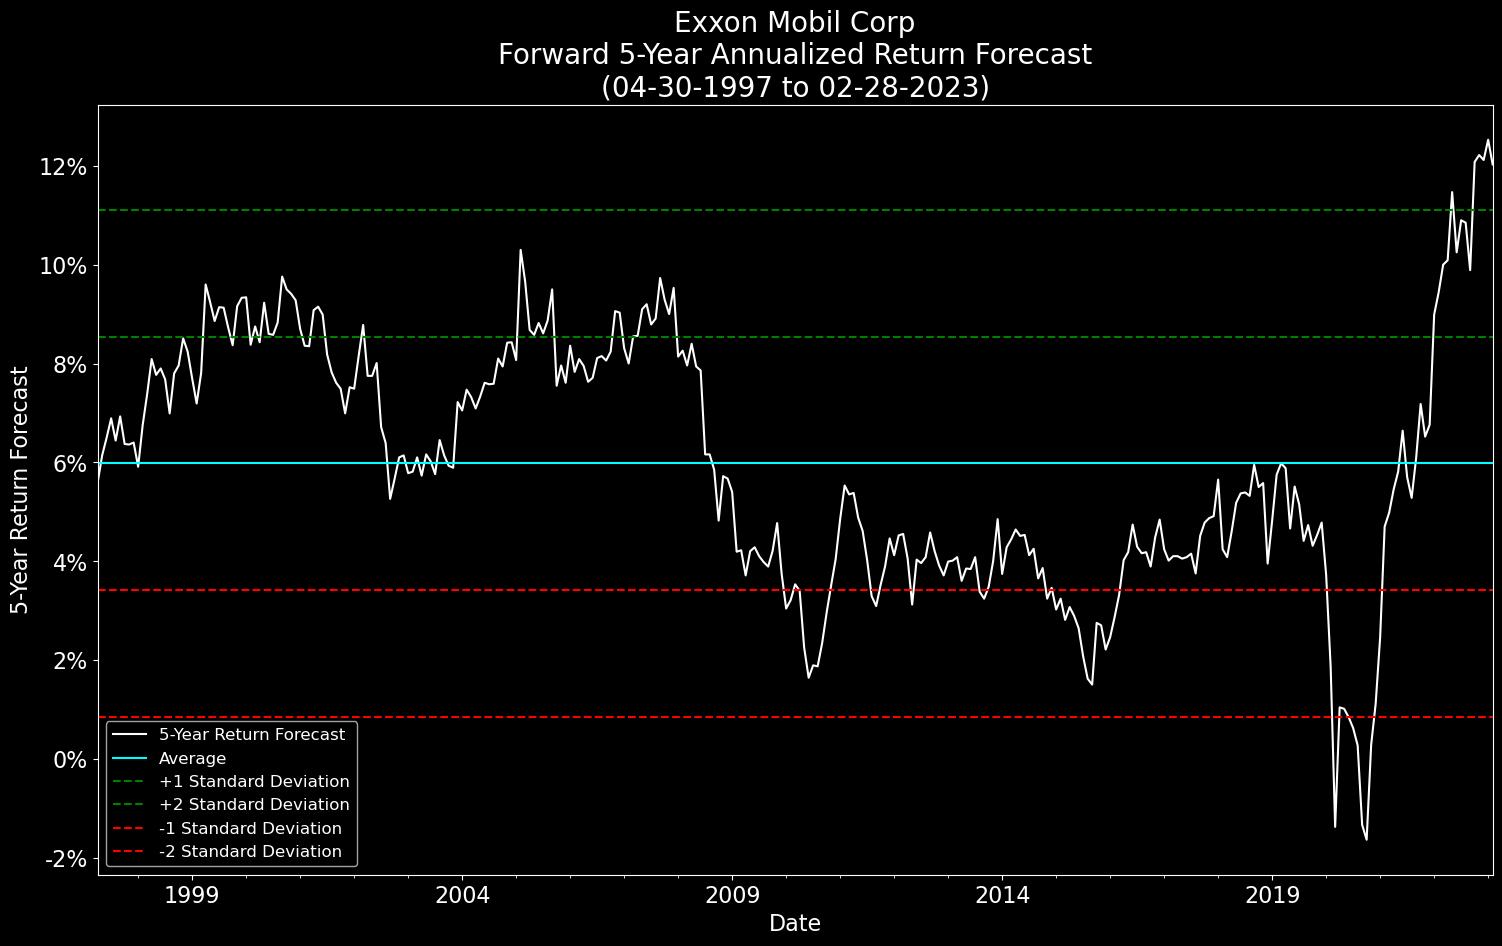 Exxon Mobil Corp
Forward 5-Year Annualized Return Forecast
(04-30-1997 to 02-28-2023)
5-Year Return Forecast
12%
10%
8%
6%
4%
2%
0%
-2%
5-Year Return Forecast
Average
+1 Standard Deviation
+2 Standard Deviation
-1 Standard Deviation
-2 Standard Deviation
1999
2004
2009
2014
2019
Date